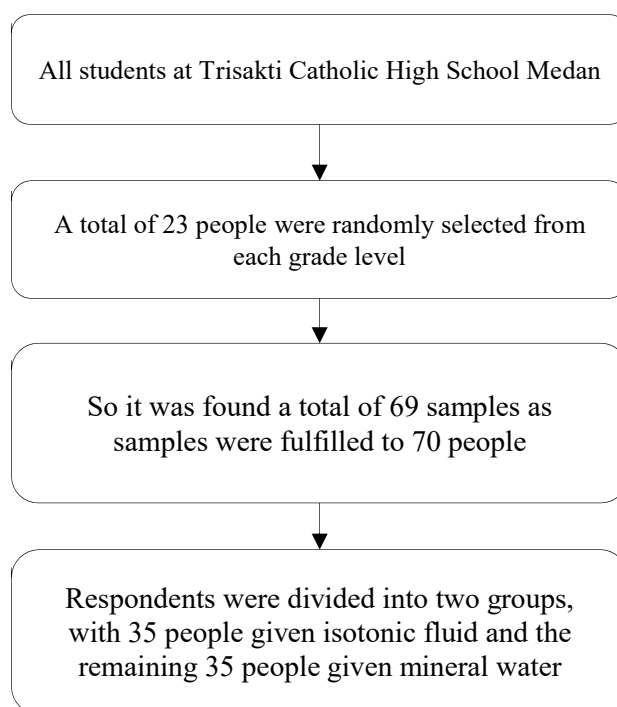 All students at Trisakti Catholic High School Medan
A total of 23 people were randomly selected from
each grade level
So it was found a total of 69 samples as
samples were fulfilled to 70 people
Respondents were divided into two groups,
with 35 people given isotonic fluid and the
remaining 35 people given mineral water